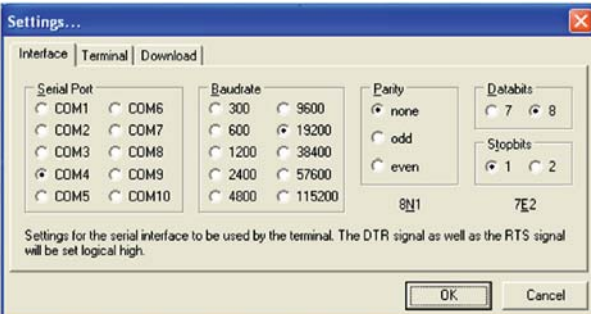 Settings...
Interface Terminal Download
Serial Port
COM1 COM6
COM2 COM7
COM3 COM8
COM4 COM9
COM5 COM10
Baudrate
300 9600
600 19200
1200 38400
2400 57600
4800 115200
Parity
none
odd
even
Databits
7 8
Stopbits
1 2
8N1 7E2
Settings for the serial interface to be used by the terminal. The DTR signal as well as the RTS signal
will be set logical high.
OK Cancel